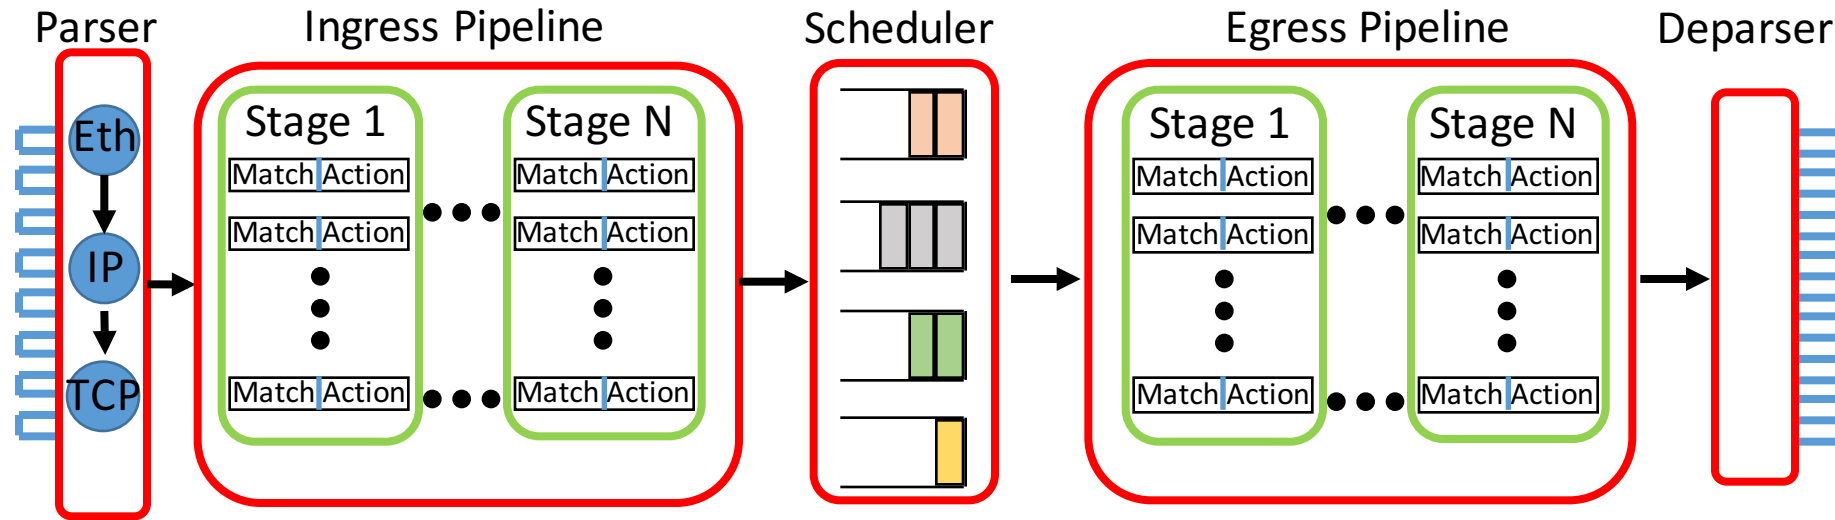 Parser
Ingress Pipeline
Scheduler
Egress Pipeline
Deparser
Eth
IP
TCP
Stage 1
Match Action
Match Action
Match Action
Stage N
Match Action
Match Action
Match Action
Stage 1
Match Action
Match Action
Match Action
Stage N
Match Action
Match Action
Match Action